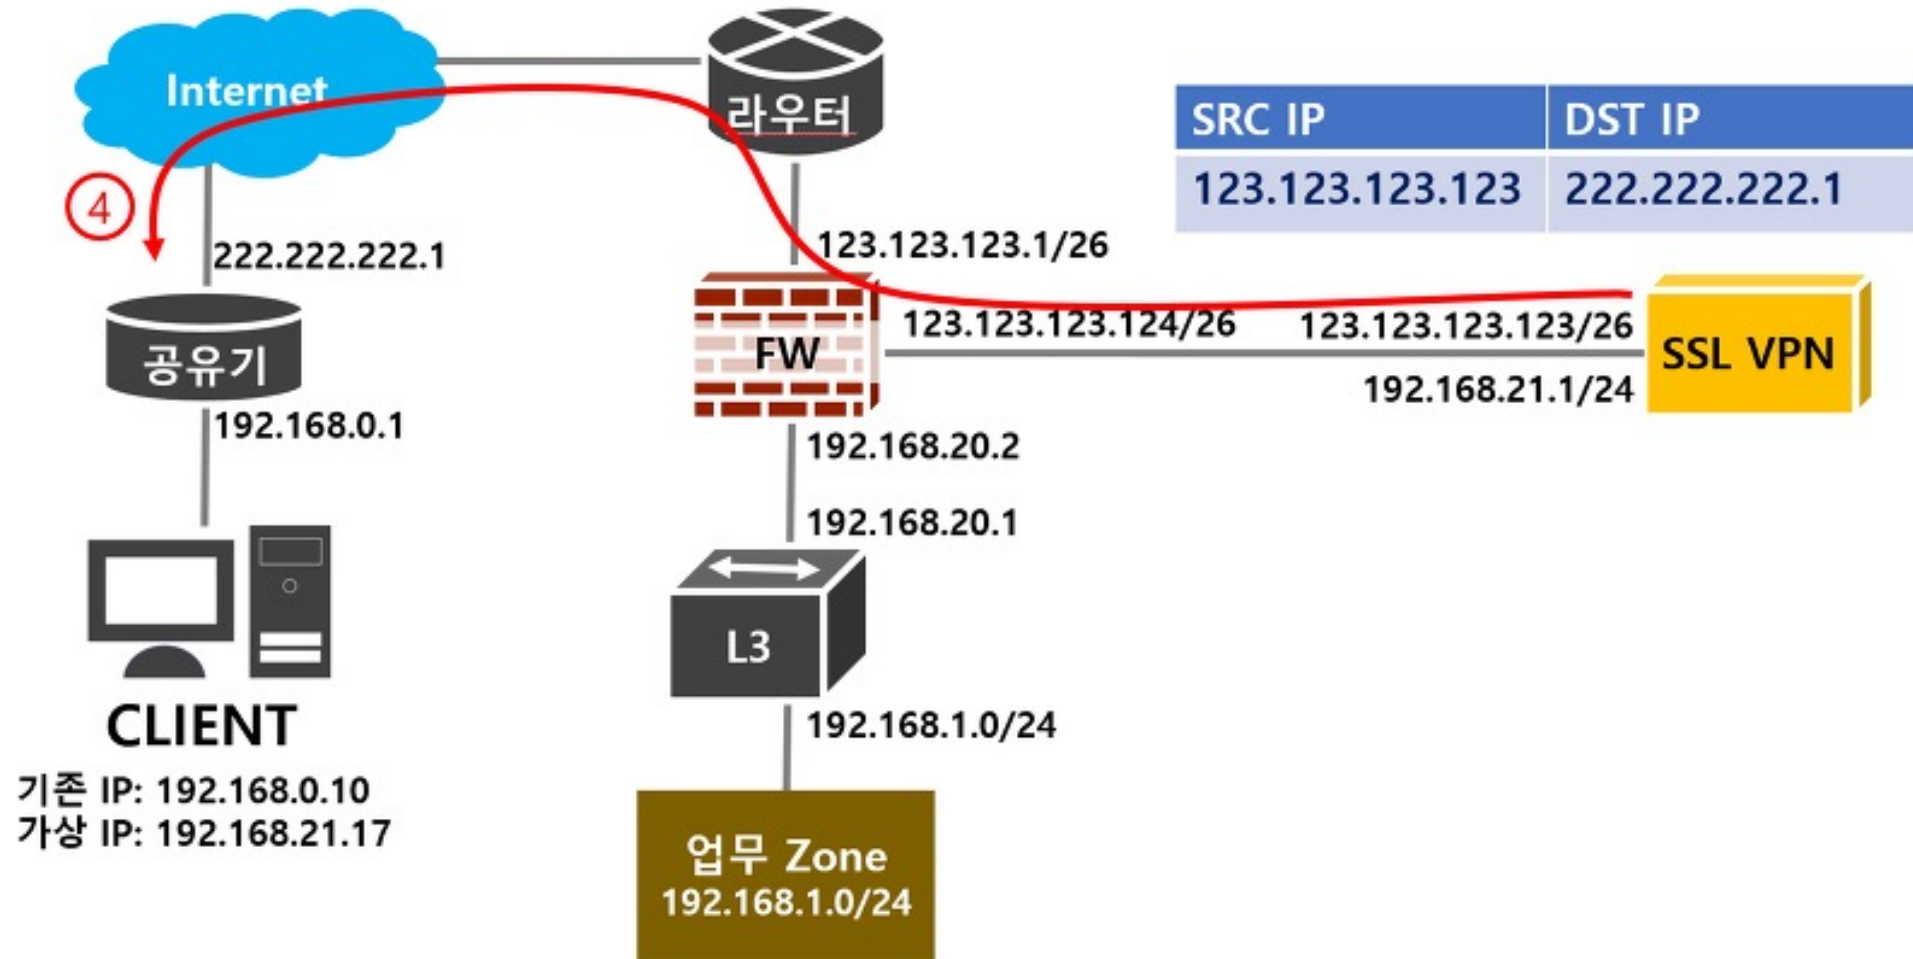 Internet
라우터
SRC IP
DST IP
123.123.123.123
222.222.222.1
④
222.222.222.1
123.123.123.1/26
공유기
FW
123.123.123.124/26
123.123.123.123/26
SSL VPN
192.168.21.1/24
192.168.0.1
192.168.20.2
192.168.20.1
L3
CLIENT
192.168.1.0/24
기존 IP: 192.168.0.10
가상 IP: 192.168.21.17
업무 Zone
192.168.1.0/24